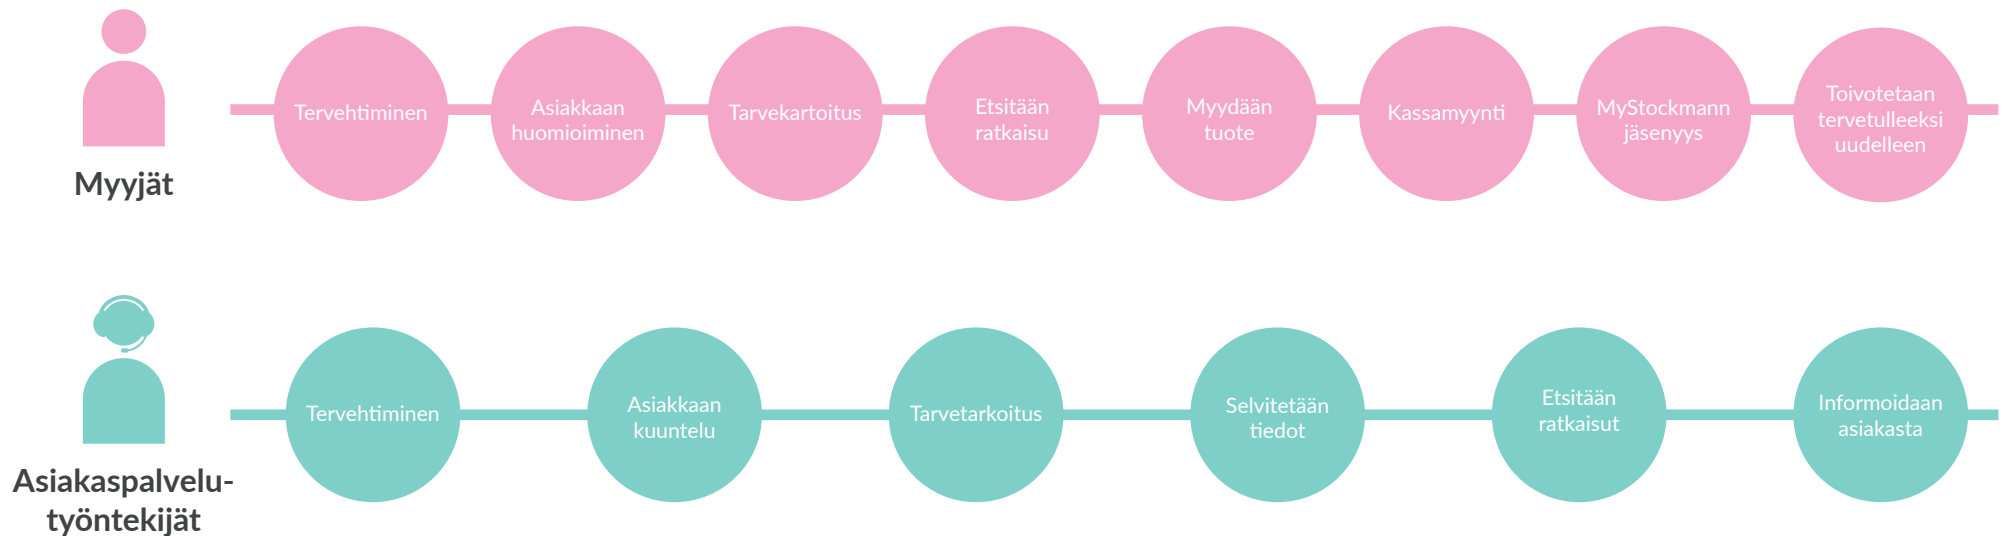 Tervehtiminen
Asiakkaan
huomioiminen
Tarvekartoitus
Etsitään
ratkaisu
Myydään
tuote
Kassamyynti
MyStockmann
jäsenyys
Toivotetaan
tervetulleeksi
uudelleen
Myyjät
Tervehtiminen
Asiakkaan
kuuntelu
Tarvetarkoitus
Selvitetään
tiedot
Etsitään
ratkaisut
Informoidaan
asiakasta
Asiakaspalvelu-
työntekijät